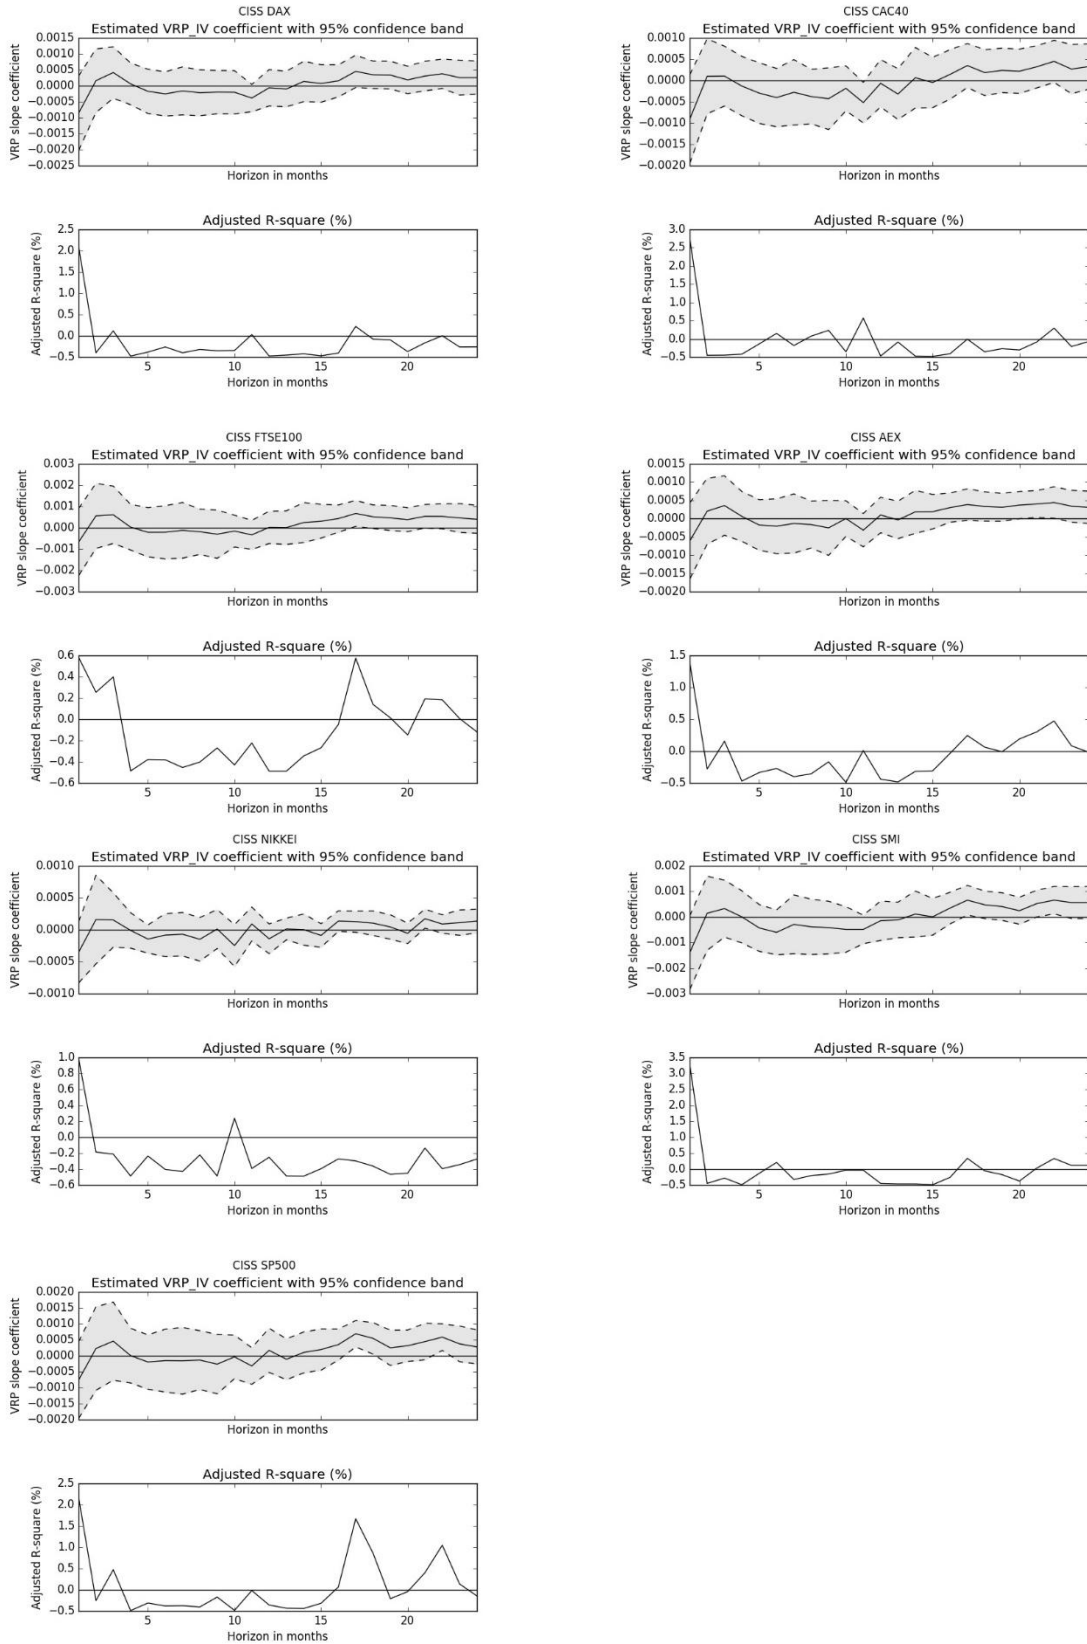 CISS DAX
Estimated VRP_IV coefficient with 95% confidence band
VRP slope coefficient
0.0015
0.0010
0.0005
0.0000
−0.0005
−0.0010
−0.0015
−0.0020
−0.0025
Horizon in months
Adjusted R-square (%)
Adjusted R-square (%)
2.5
2.0
1.5
1.0
0.5
0.0
−0.5
5 10 15 20
Horizon in months
CISS CAC40
Estimated VRP_IV coefficient with 95% confidence band
VRP slope coefficient
0.0010
0.0005
0.0000
−0.0005
−0.0010
−0.0015
−0.0020
Horizon in months
Adjusted R-square (%)
Adjusted R-square (%)
3.0
2.5
2.0
1.5
1.0
0.5
0.0
−0.5
5 10 15 20
Horizon in months
CISS FTSE100
Estimated VRP_IV coefficient with 95% confidence band
VRP slope coefficient
0.003
0.002
0.001
0.000
−0.001
−0.002
−0.003
Horizon in months
Adjusted R-square (%)
Adjusted R-square (%)
0.6
0.4
0.2
0.0
−0.2
−0.4
−0.6
5 10 15 20
Horizon in months
CISS AEX
Estimated VRP_IV coefficient with 95% confidence band
VRP slope coefficient
0.0015
0.0010
0.0005
0.0000
−0.0005
−0.0010
−0.0015
−0.0020
Horizon in months
Adjusted R-square (%)
Adjusted R-square (%)
1.5
1.0
0.5
0.0
−0.5
5 10 15 20
Horizon in months
CISS NIKKEI
Estimated VRP_IV coefficient with 95% confidence band
VRP slope coefficient
0.0010
0.0005
0.0000
−0.0005
−0.0010
Horizon in months
Adjusted R-square (%)
Adjusted R-square (%)
1.0
0.8
0.6
0.4
0.2
0.0
−0.2
−0.4
−0.6
5 10 15 20
Horizon in months
CISS SMI
Estimated VRP_IV coefficient with 95% confidence band
VRP slope coefficient
0.002
0.001
0.000
−0.001
−0.002
−0.003
Horizon in months
Adjusted R-square (%)
Adjusted R-square (%)
3.5
3.0
2.5
2.0
1.5
1.0
0.5
0.0
−0.5
5 10 15 20
Horizon in months
CISS SP500
Estimated VRP_IV coefficient with 95% confidence band
VRP slope coefficient
0.0020
0.0015
0.0010
0.0005
0.0000
−0.0005
−0.0010
−0.0015
−0.0020
Horizon in months
Adjusted R-square (%)
Adjusted R-square (%)
2.5
2.0
1.5
1.0
0.5
0.0
−0.5
5 10 15 20
Horizon in months